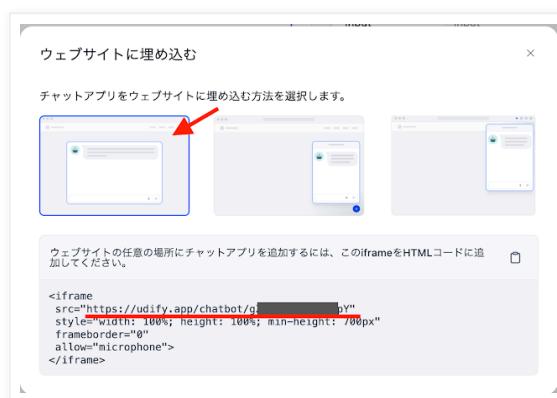 ウェブサイトに埋め込む
チャットアプリをウェブサイトに埋め込む方法を選択します。
ウェブサイトの任意の場所にチャットアプリを追加するには、このiframeをHTMLコードに追
加してください。
<iframe
src="https://udify.app/chatbot/g pY"
style="width: 100%; height: 100%; min-height: 700px"
frameborder="0"
allow="microphone">
</iframe>